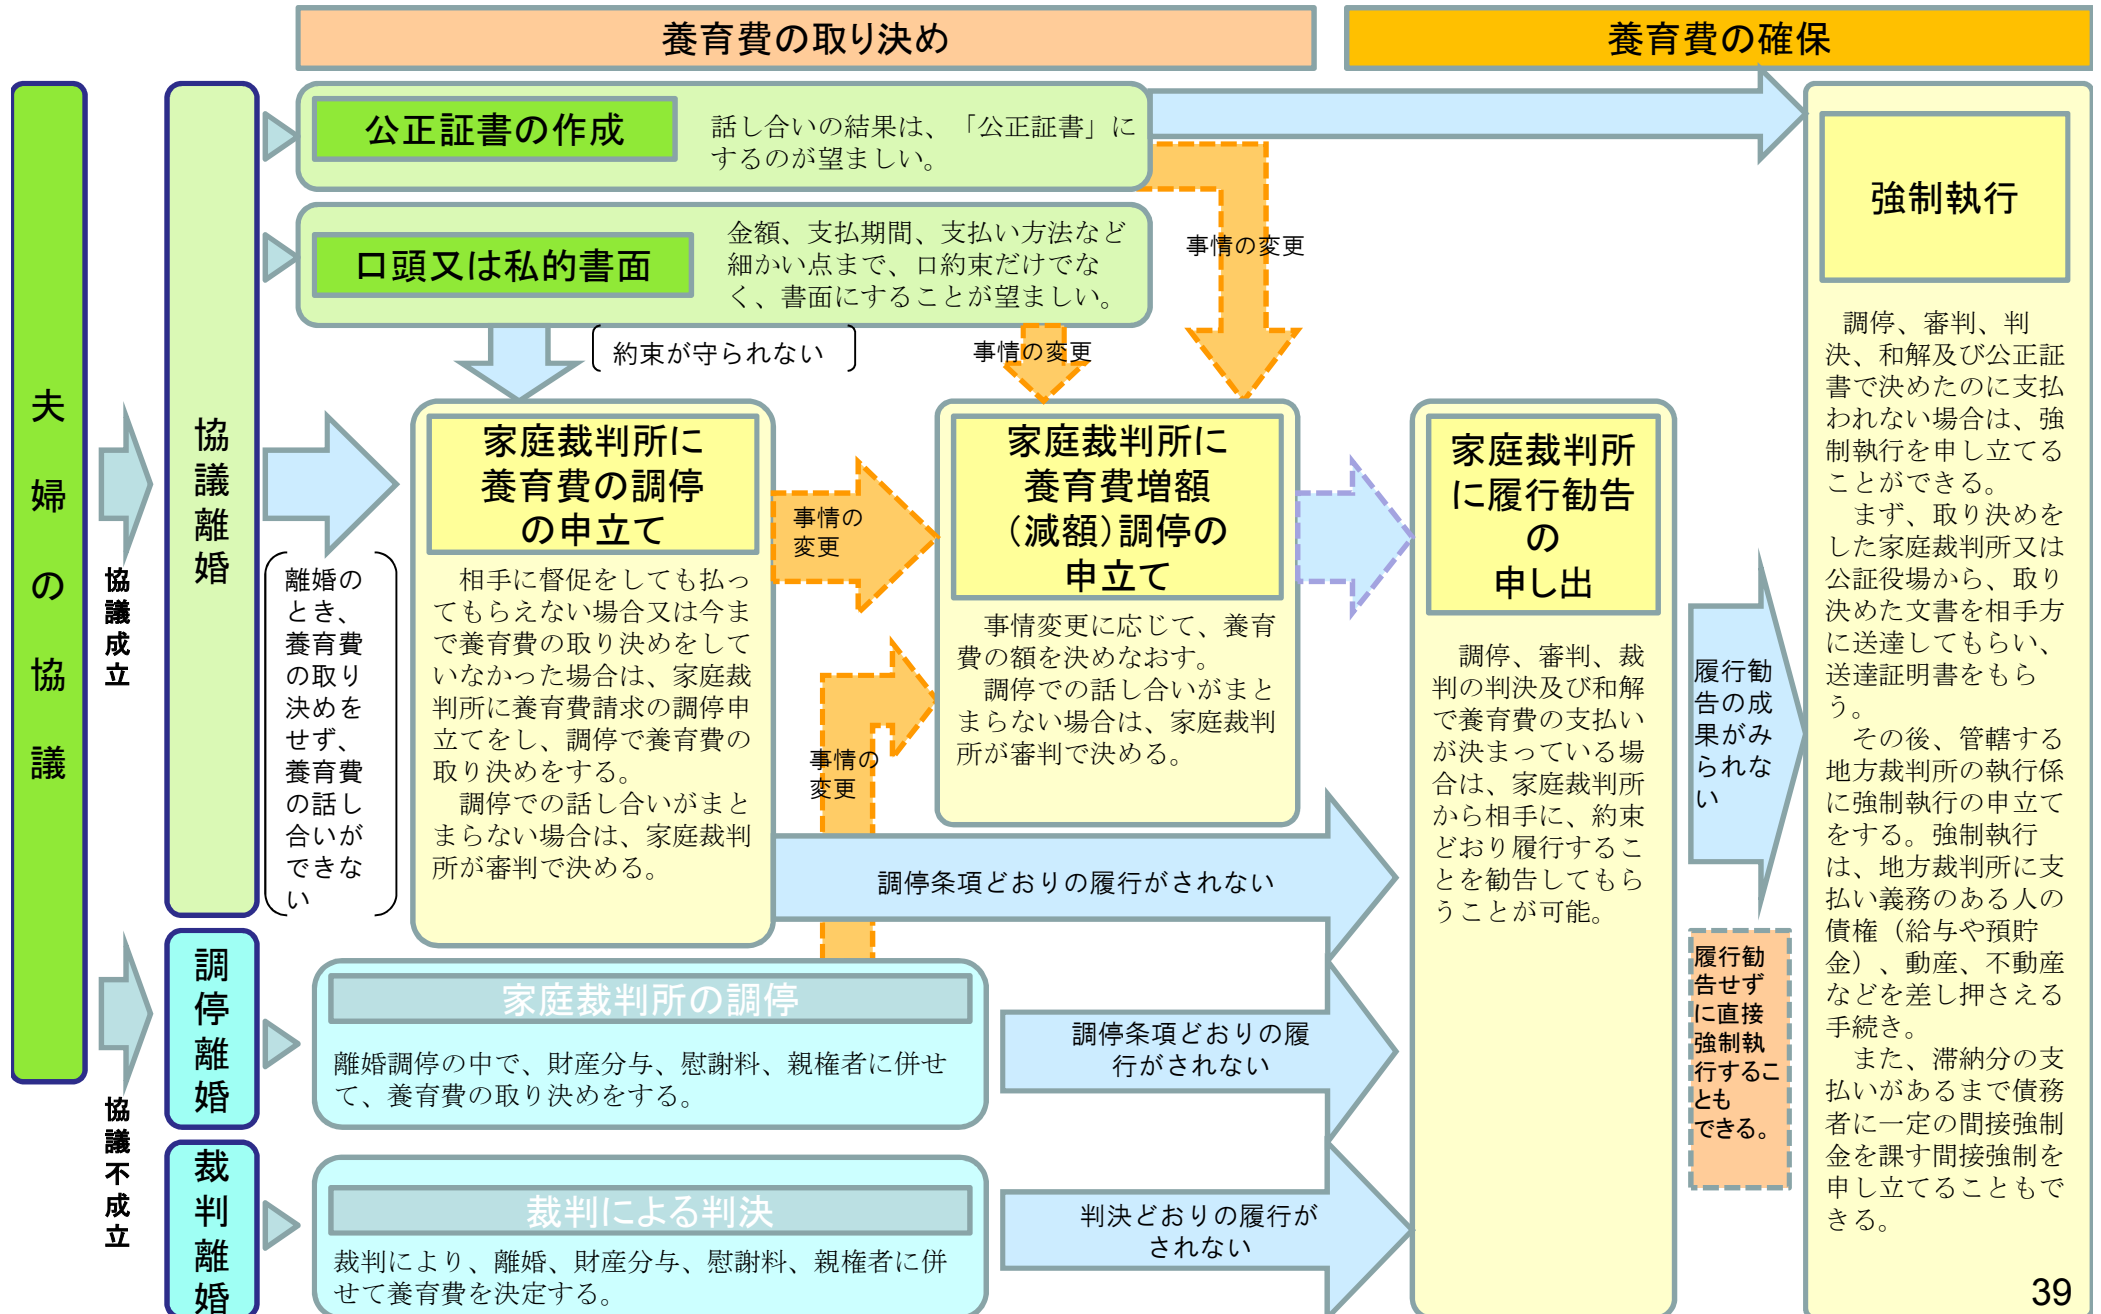 養育費の取り決め
養育費の確保
夫婦の協議
協議成立
協議不成立
協議離婚
公正証書の作成
話し合いの結果は、「公正証書」に
するのが望ましい。
口頭又は私的書面
金額、支払期間、支払い方法など
細かい点まで、口約束だけでな
く、書面にすることが望ましい。
約束が守られない
事情の変更
事情の変更
離婚の
とき、
養育費
の取り
決めを
せず、
養育費
の話し
合いが
できな
い
家庭裁判所に
養育費の調停
の申立て
相手に督促をしても払っ
てもらえない場合又は今ま
で養育費の取り決めをして
いなかった場合は、家庭裁
判所に養育費請求の調停申
立てをし、調停で養育費の
取り決めをする。
調停での話し合いがまと
まらない場合は、家庭裁判
所が審判で決める。
事情の
変更
事情の
変更
家庭裁判所に
養育費増額
(減額)調停の
申立て
事情変更に応じて、養育
費の額を決めなおす。
調停での話し合いがまと
まらない場合は、家庭裁判
所が審判で決める。
調停条項どおりの履行がされない
家庭裁判所
に履行勧告
の
申し出
調停、審判、裁
判の判決及び和解
で養育費の支払い
が決まっている場
合は、家庭裁判所
から相手に、約束
どおり履行するこ
とを勧告してもら
うことが可能。
履行勧
告の成
果がみ
られな
い
履行勧
告せず
に直接
強制執
行するこ
とも
できる。
強制執行
調停、審判、判
決、和解及び公正証
書で決めたのに支払
われない場合は、強
制執行を申し立てる
ことができる。
まず、取り決めを
した家庭裁判所又は
公証役場から、取り
決めた文書を相手方
に送達してもらい、
送達証明書をもら
う。
その後、管轄する
地方裁判所の執行係
に強制執行の申立て
をする。強制執行
は、地方裁判所に支
払い義務のある人の
債権（給与や預貯
金）、動産、不動産
などを差し押さえる
手続き。
また、滞納分の支
払いがあるまで債務
者に一定の間接強制
金を課す間接強制を
申し立てることもで
きる。
調停離婚
家庭裁判所の調停
離婚調停の中で、財産分与、慰謝料、親権者に併せ
て、養育費の取り決めをする。
調停条項どおりの履
行がされない
裁判離婚
裁判による判決
裁判により、離婚、財産分与、慰謝料、親権者に併
せて養育費を決定する。
判決どおりの履行が
されない
39